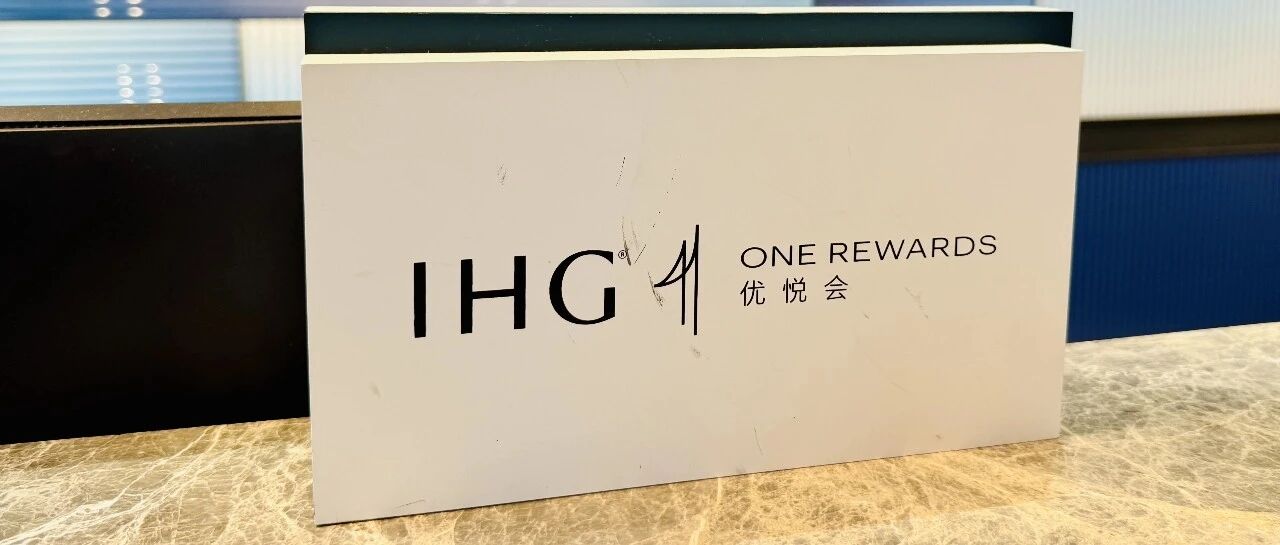 IHG®
ONE REWARDS
优悦会